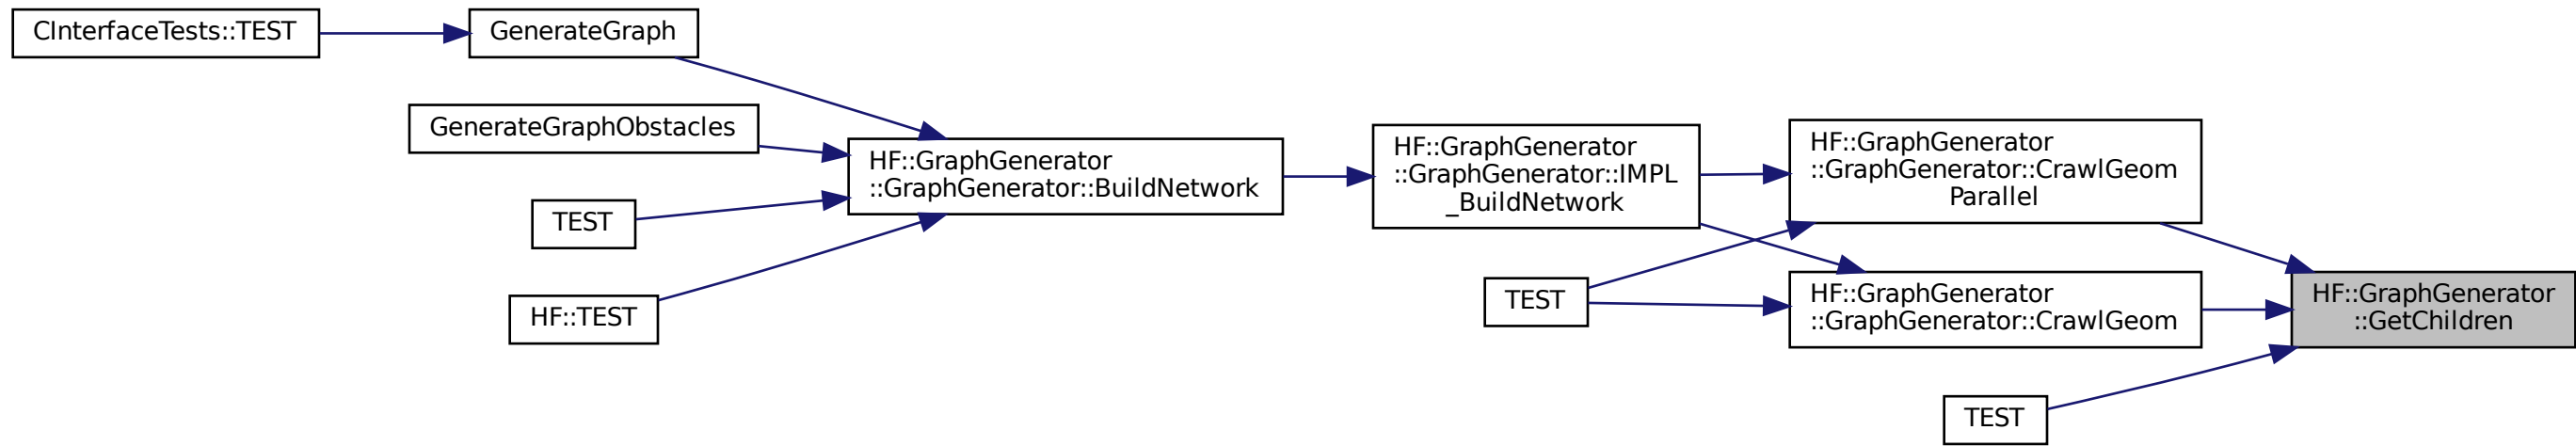 CInterfaceTests::TEST
GenerateGraph
GenerateGraphObstacles
TEST
HF::TEST
HF::GraphGenerator
::GraphGenerator::BuildNetwork
HF::GraphGenerator
::GraphGenerator::IMPL
_BuildNetwork
TEST
HF::GraphGenerator
::GraphGenerator::CrawlGeom
Parallel
HF::GraphGenerator
::GraphGenerator::CrawlGeom
TEST
HF::GraphGenerator
::GetChildren